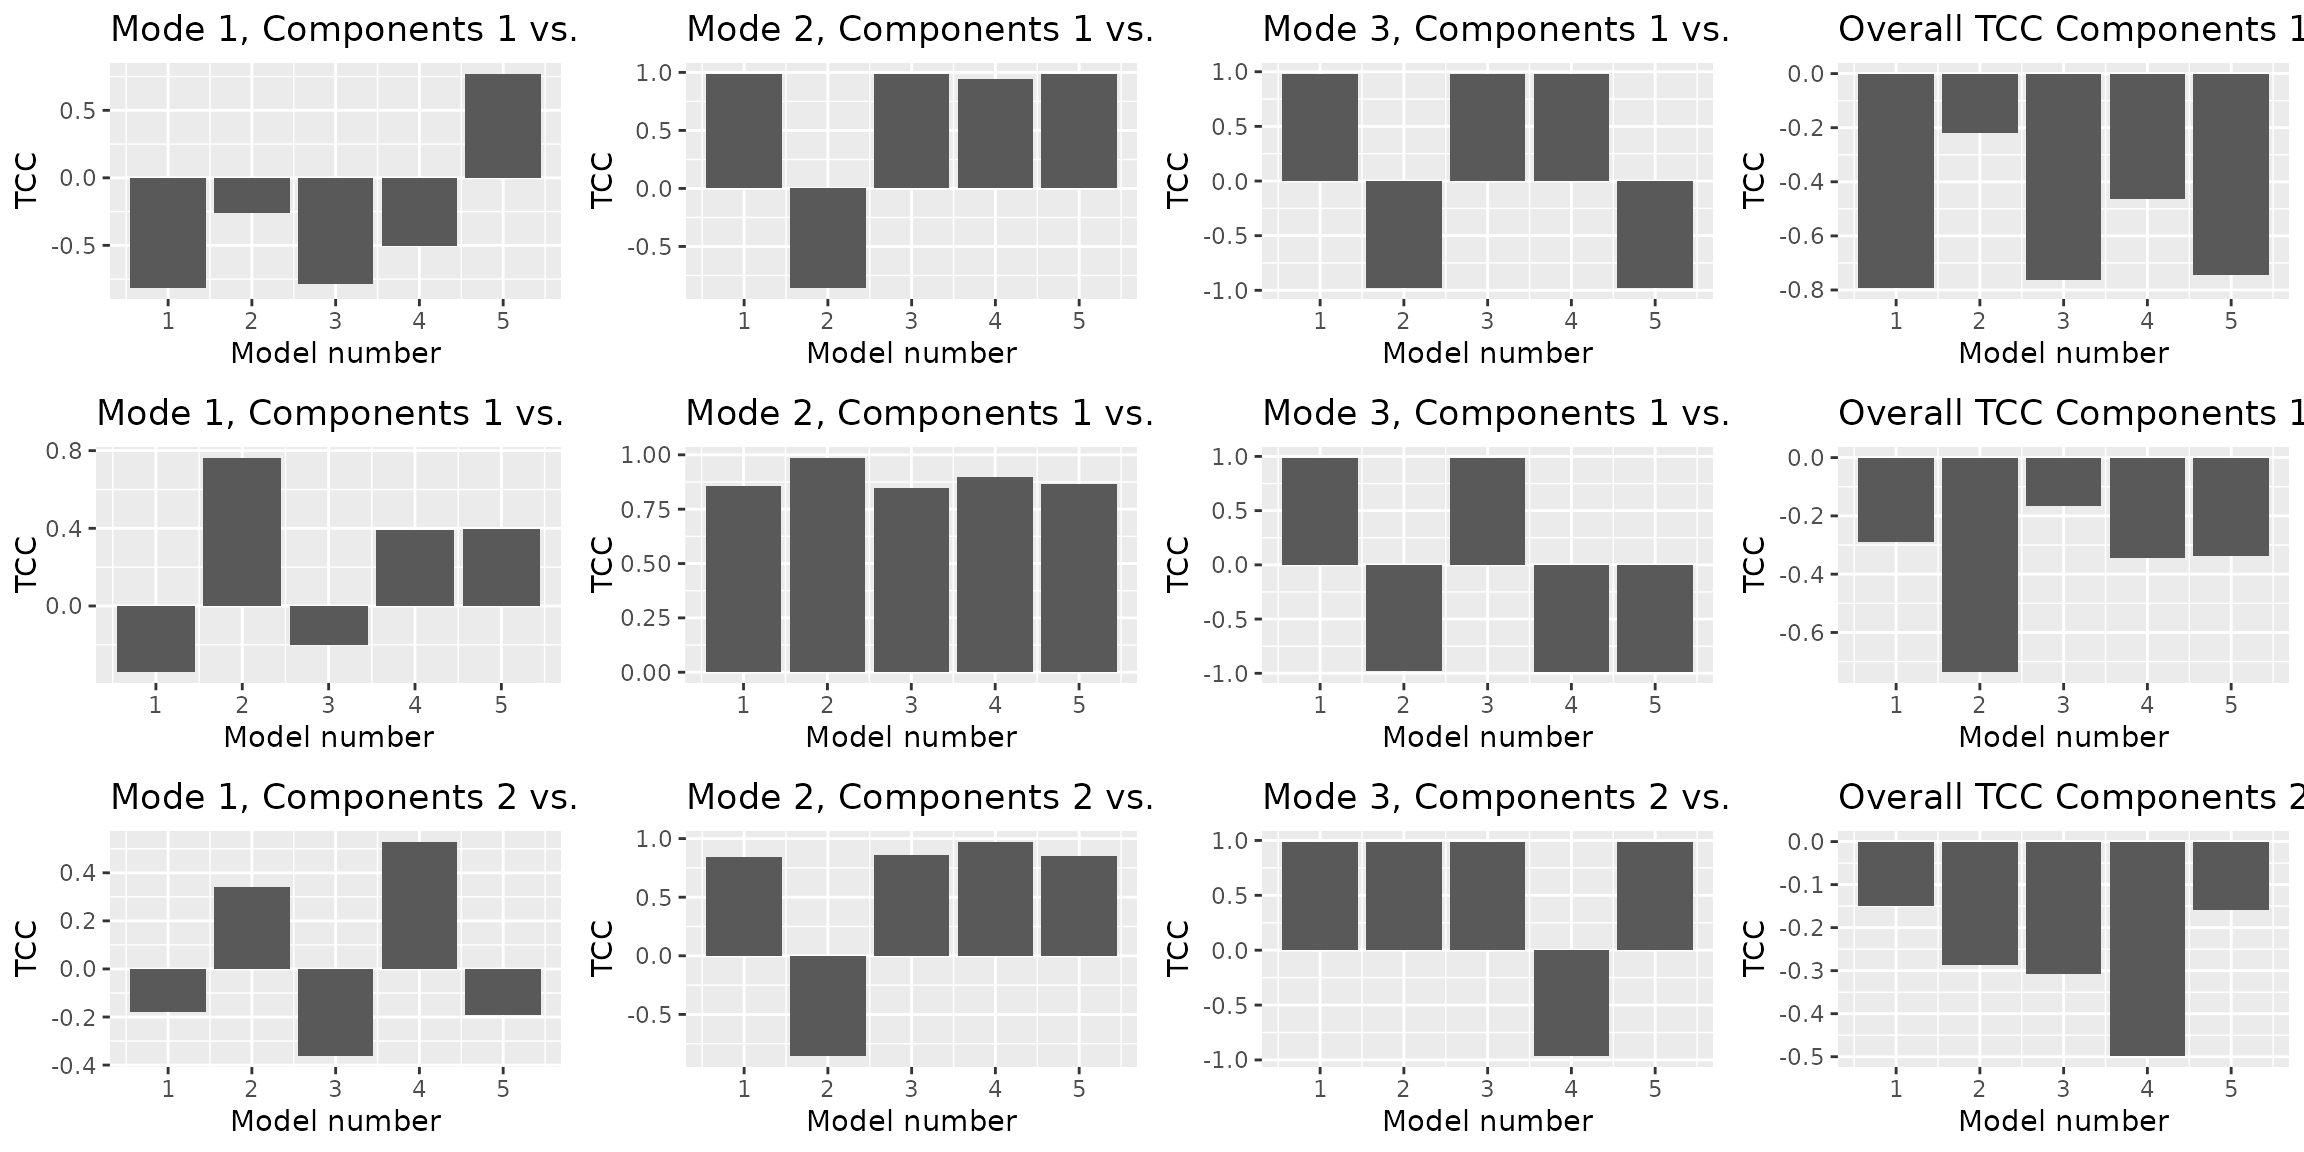 Mode 1, Components 1 vs.
0.5
0.0
-0.5
TCC
1 2 3 4 5
Model number
Mode 2, Components 1 vs.
1.0
0.5
0.0
-0.5
TCC
1 2 3 4 5
Model number
Mode 3, Components 1 vs.
1.0
0.5
0.0
-0.5
-1.0
TCC
1 2 3 4 5
Model number
Overall TCC Components 1
0.0
-0.2
-0.4
-0.6
-0.8
TCC
1 2 3 4 5
Model number
Mode 1, Components 1 vs.
0.8
0.4
0.0
TCC
1 2 3 4 5
Model number
Mode 2, Components 1 vs.
1.00
0.75
0.50
0.25
0.00
TCC
1 2 3 4 5
Model number
Mode 3, Components 1 vs.
1.0
0.5
0.0
-0.5
-1.0
TCC
1 2 3 4 5
Model number
Overall TCC Components 1
0.0
-0.2
-0.4
-0.6
TCC
1 2 3 4 5
Model number
Mode 1, Components 2 vs.
0.4
0.2
0.0
-0.2
-0.4
TCC
1 2 3 4 5
Model number
Mode 2, Components 2 vs.
1.0
0.5
0.0
-0.5
TCC
1 2 3 4 5
Model number
Mode 3, Components 2 vs.
1.0
0.5
0.0
-0.5
-1.0
TCC
1 2 3 4 5
Model number
Overall TCC Components 2
0.0
-0.1
-0.2
-0.3
-0.4
-0.5
TCC
1 2 3 4 5
Model number